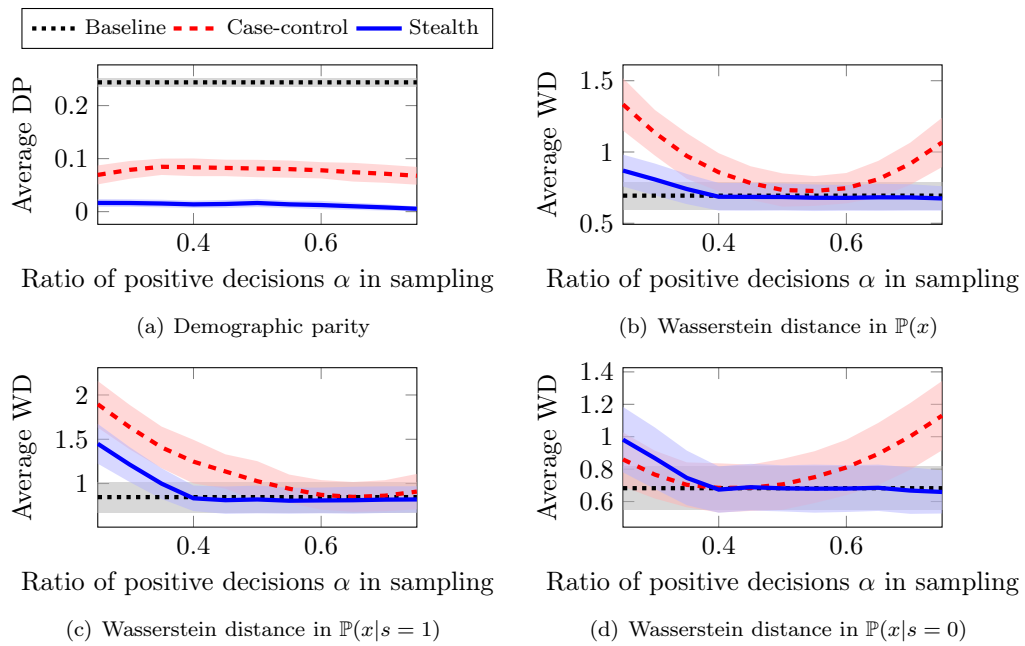 Baseline Case-control Stealth
Average DP
0.2
0.1
0
0.4 0.6
Ratio of positive decisions α in sampling
(a) Demographic parity
Average WD
1.5
1
0.5
0.4 0.6
Ratio of positive decisions α in sampling
(b) Wasserstein distance in ℙ(x)
Average WD
2
1.5
1
0.4 0.6
Ratio of positive decisions α in sampling
(c) Wasserstein distance in ℙ(x|s = 1)
Average WD
1.4
1.2
1
0.8
0.6
0.4 0.6
Ratio of positive decisions α in sampling
(d) Wasserstein distance in ℙ(x|s = 0)